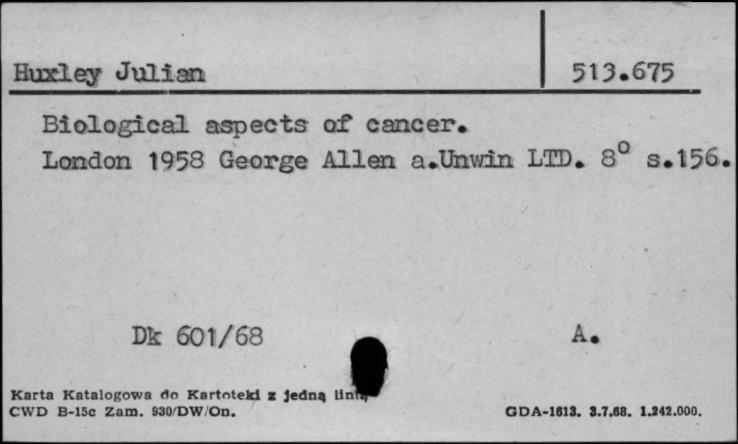 Huxley Julian 513.675
Biological aspects of cancer.
London 1958 George Allen a.Unwin LTD. 8° s.156.
Dk 601/68 A.
Karta Katalogowa do Kartoteki z jedną linią
CWD B-15c Zam. 930/DW/On. GDA-1613. 3.7.68. 1.242.000.